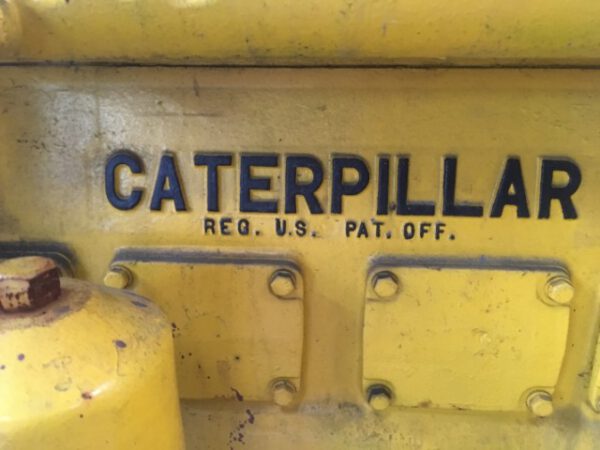 CATERPILLAR
REG. U.S. PAT. OFF.